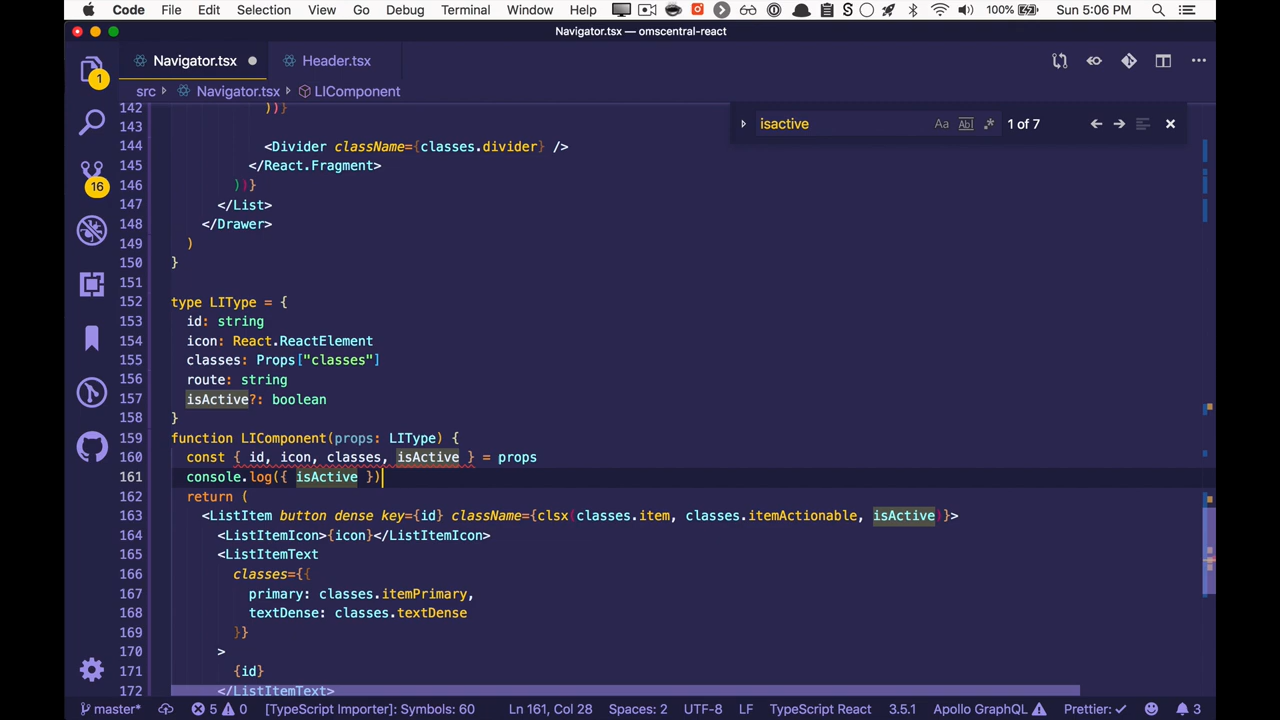 Code File Edit Selection View Go Debug Terminal Window Help 100% Sun 5:06 PM
Navigator.tsx — omscentral-react
Navigator.tsx Header.tsx
src Navigator.tsx LIComponent
isactive Aa Abl .* 1 of 7
1
16
142 ))}
143
144 <Divider className={classes.divider} />
145 </React.Fragment>
146 ))}
147 </List>
148 </Drawer>
149 )
150 }
151
152 type LIType = {
153 id: string
154 icon: React.ReactElement
155 classes: Props["classes"]
156 route: string
157 isActive?: boolean
158 }
159 function LIComponent(props: LIType) {
160 const { id, icon, classes, isActive } = props
161 console.log({ isActive })
162 return (
163 <ListItem button dense key={id} className={clsx(classes.item, classes.itemActionable, isActive)}>
164 <ListItemIcon>{icon}</ListItemIcon>
165 <ListItemText
166 classes={{
167 primary: classes.itemPrimary,
168 textDense: classes.textDense
169 }}
170 >
171 {id}
172 </ListItemText>
master* 5 0 [TypeScript Importer]: Symbols: 60 Ln 161, Col 28 Spaces: 2 UTF-8 LF TypeScript React 3.5.1 Apollo GraphQL Prettier: ✓ 3